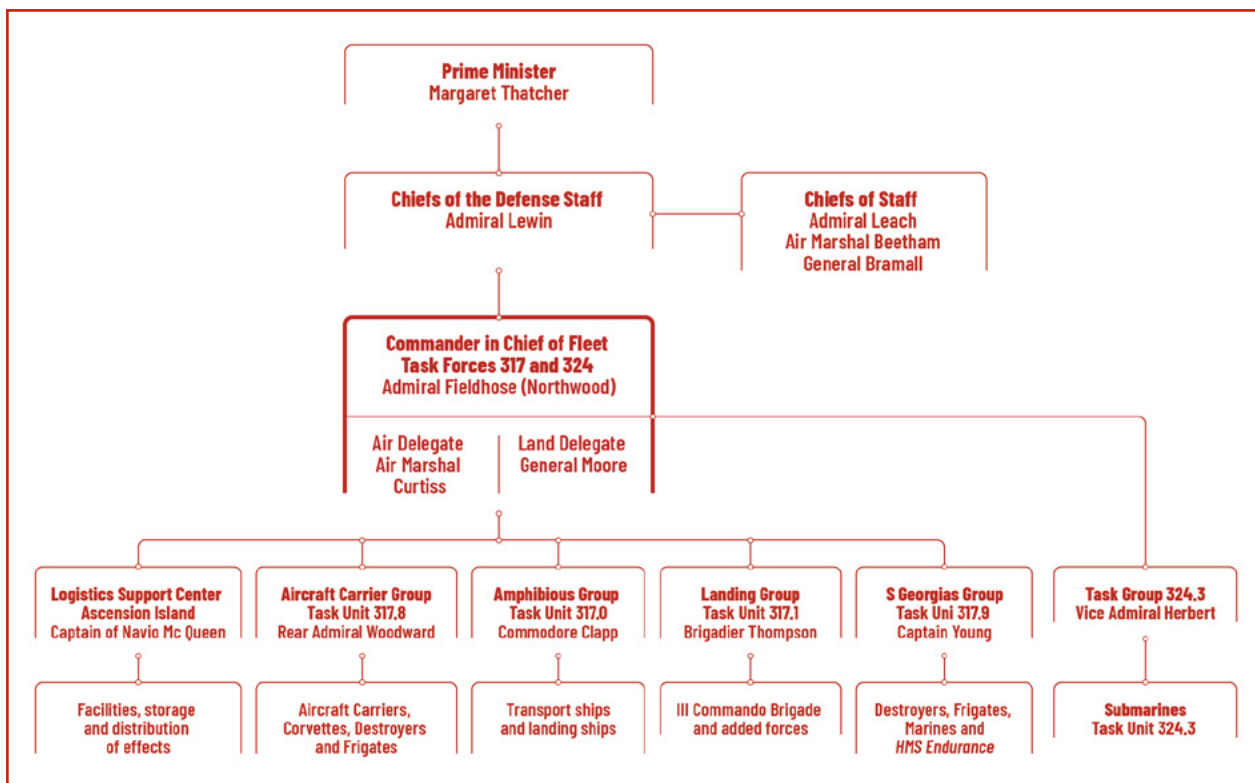 Prime Minister
Margaret Thatcher
Chiefs of the Defense Staff
Admiral Lewin
Chiefs of Staff
Admiral Leach
Air Marshal Beetham
General Bramall
Commander in Chief of Fleet
Task Forces 317 and 324
Admiral Fieldhose (Northwood)
Air Delegate
Air Marshal
Curtiss
Land Delegate
General Moore
Logistics Support Center
Ascension Island
Captain of Navio Mc Queen
Aircraft Carrier Group
Task Unit 317.8
Rear Admiral Woodward
Amphibious Group
Task Unit 317.0
Commodore Clapp
Landing Group
Task Unit 317.1
Brigadier Thompson
S Georgias Group
Task Uni 317.9
Captain Young
Task Group 324.3
Vice Admiral Herbert
Facilities, storage
and distribution
of effects
Aircraft Carriers,
Corvettes, Destroyers
and Frigates
Transport ships
and landing ships
III Commando Brigade
and added forces
Destroyers, Frigates,
Marines and
HMS Endurance
Submarines
Task Unit 324.3